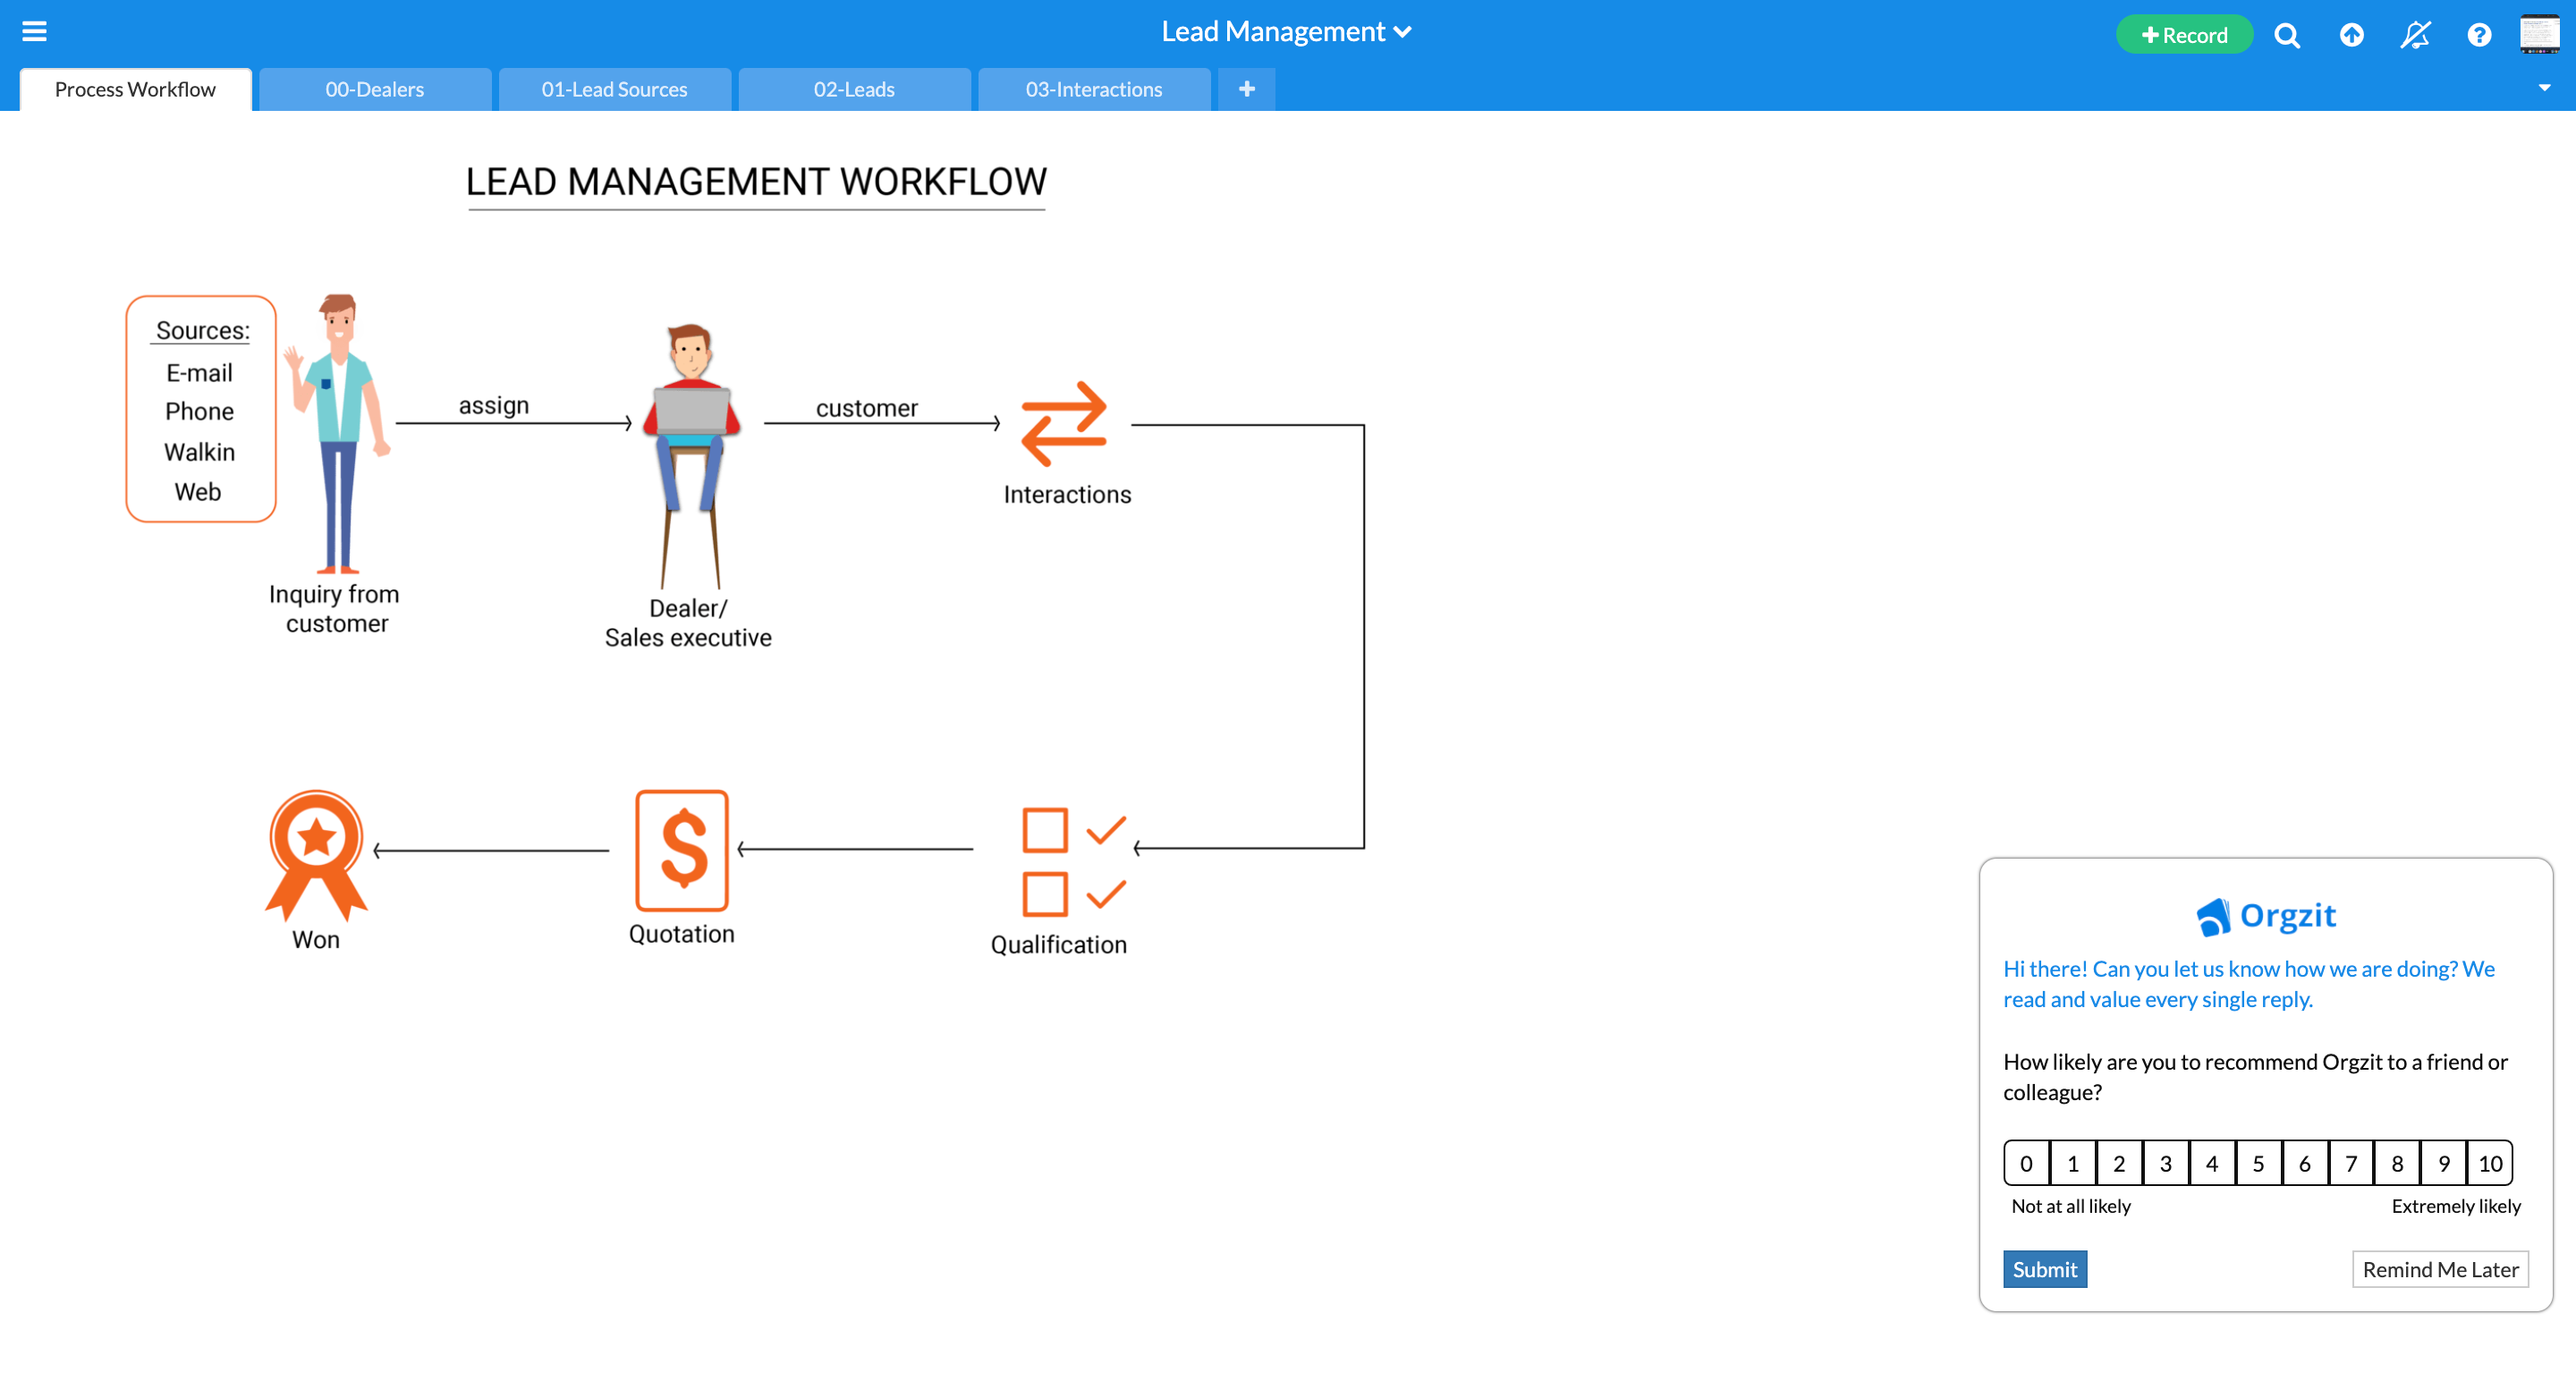 Lead Management
Record
Process Workflow
00-Dealers
01-Lead Sources
02-Leads
03-Interactions
LEAD MANAGEMENT WORKFLOW
Sources:
E-mail
Phone
Walkin
Web
assign
customer
Interactions
Inquiry from
customer
Dealer/
Sales executive
Won
Quotation
Qualification
Orgzit
Hi there! Can you let us know how we are doing? We
read and value every single reply.
How likely are you to recommend Orgzit to a friend or
colleague?
0 1 2 3 4 5 6 7 8 9 10
Not at all likely Extremely likely
Submit Remind Me Later